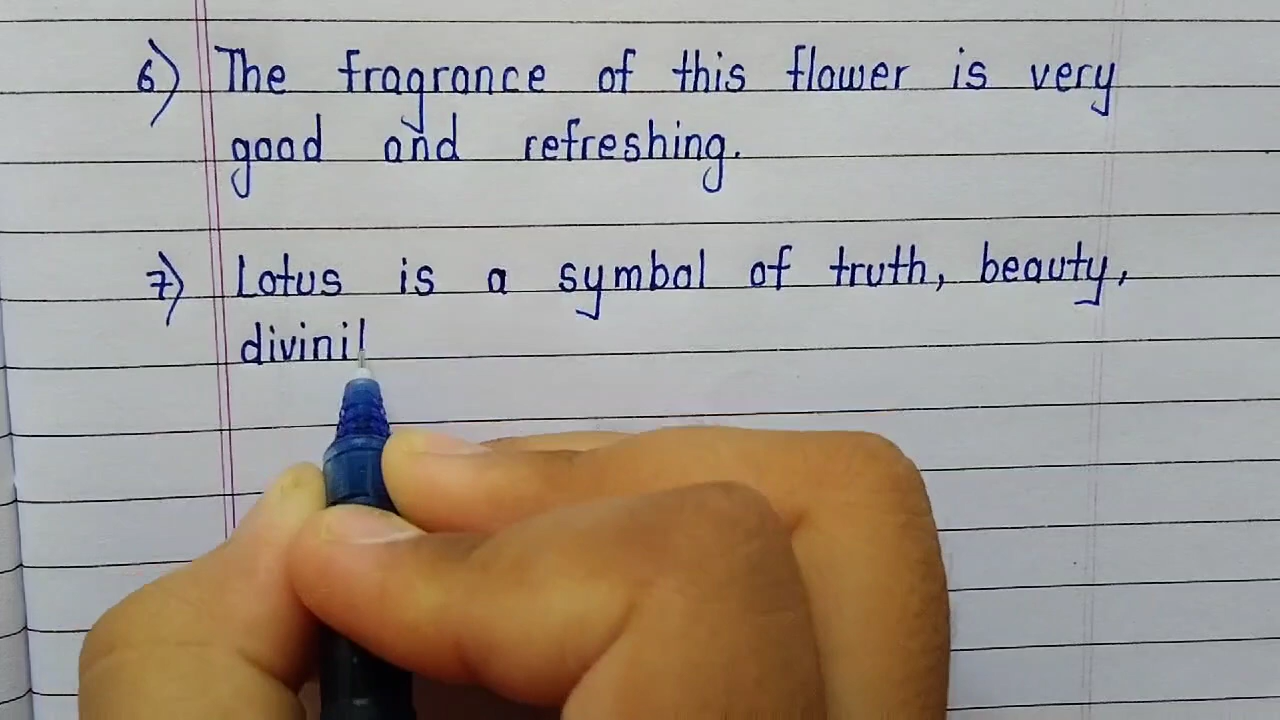 6) The fragrance of this flower is very
good and refreshing.
7) Lotus is a symbol of truth, beauty,
divini